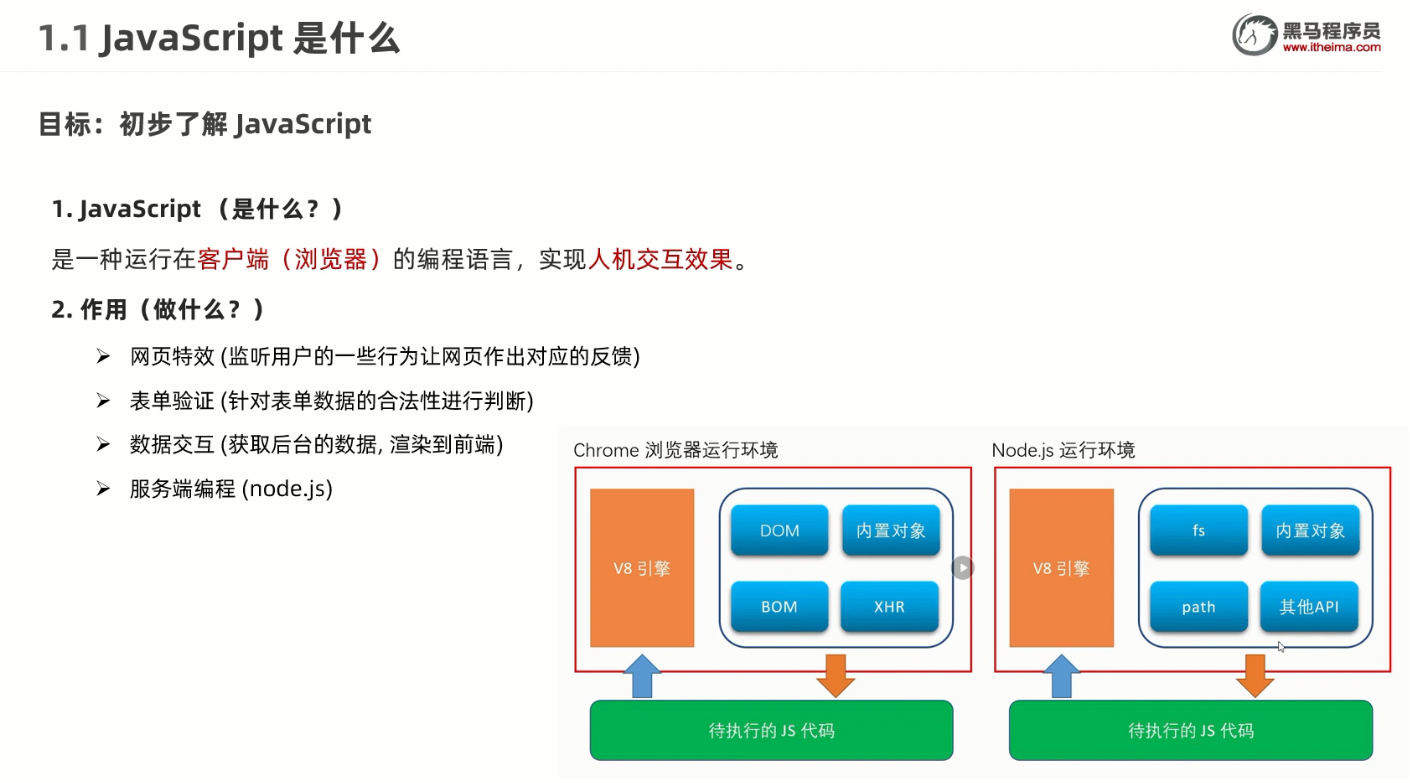 1.1 JavaScript 是什么
黑马程序员
www.itheima.com
目标：初步了解 JavaScript
1. JavaScript （是什么？）
是一种运行在客户端（浏览器）的编程语言，实现人机交互效果。
2. 作用（做什么？）
网页特效 (监听用户的一些行为让网页作出对应的反馈)
表单验证 (针对表单数据的合法性进行判断)
数据交互 (获取后台的数据, 渲染到前端)
服务端编程 (node.js)
Chrome 浏览器运行环境
V8 引擎
DOM
内置对象
BOM
XHR
待执行的 JS 代码
Node.js 运行环境
V8 引擎
fs
内置对象
path
其他API
待执行的 JS 代码